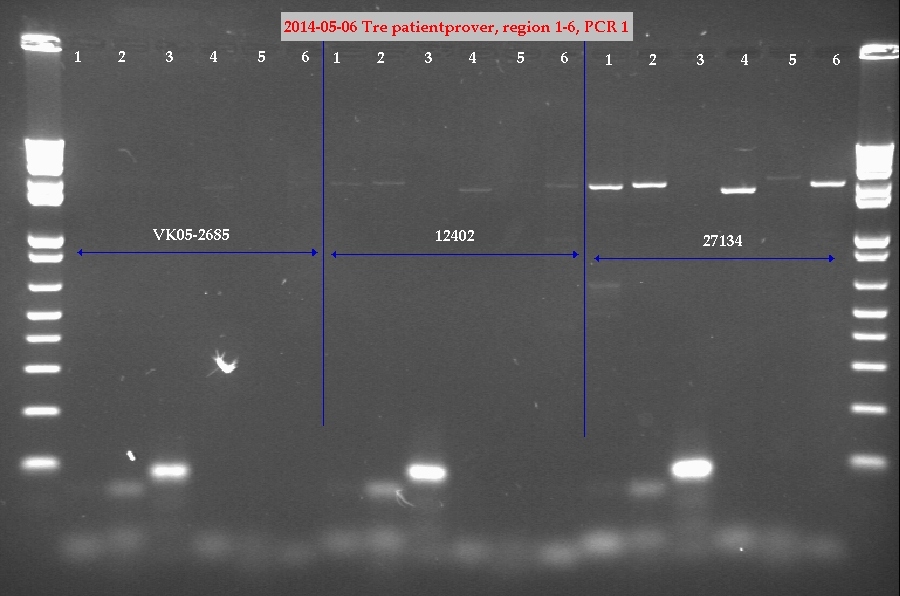 2014-05-06 Tre patientprover, region 1-6, PCR 1
1 2 3 4 5 6 1 2 3 4 5 6 1 2 3 4 5 6
VK05-2685 12402 27134